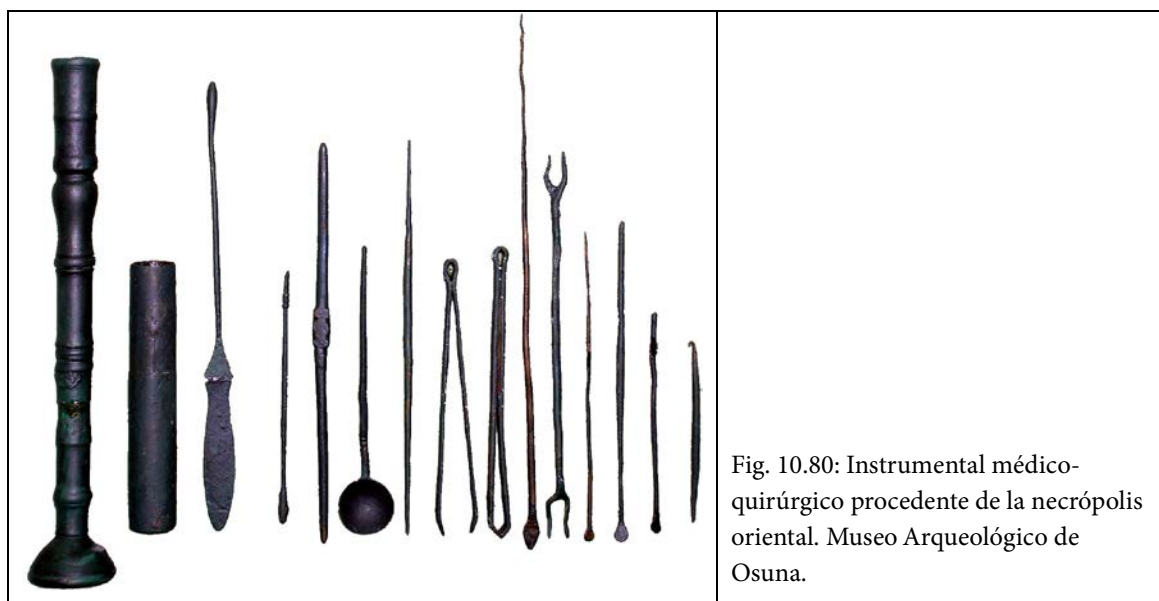 Fig. 10.80: Instrumental médico-
quirúrgico procedente de la necrópolis
oriental. Museo Arqueológico de
Osuna.